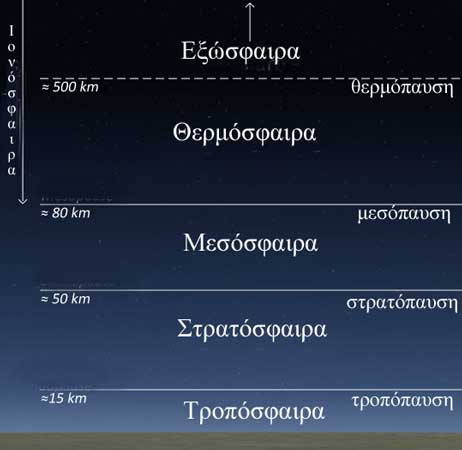 Ιονόσφαιρα
Εξώσφαιρα
≈ 500 km θερμόπαυση
Θερμόσφαιρα
≈ 80 km μεσόπαυση
Μεσόσφαιρα
≈ 50 km στρατόπαυση
Στρατόσφαιρα
≈15 km τροπόπαυση
Τροπόσφαιρα